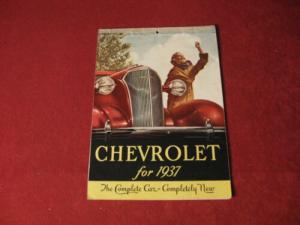 CHEVROLET
for 1937
The Complete Car - Completely New